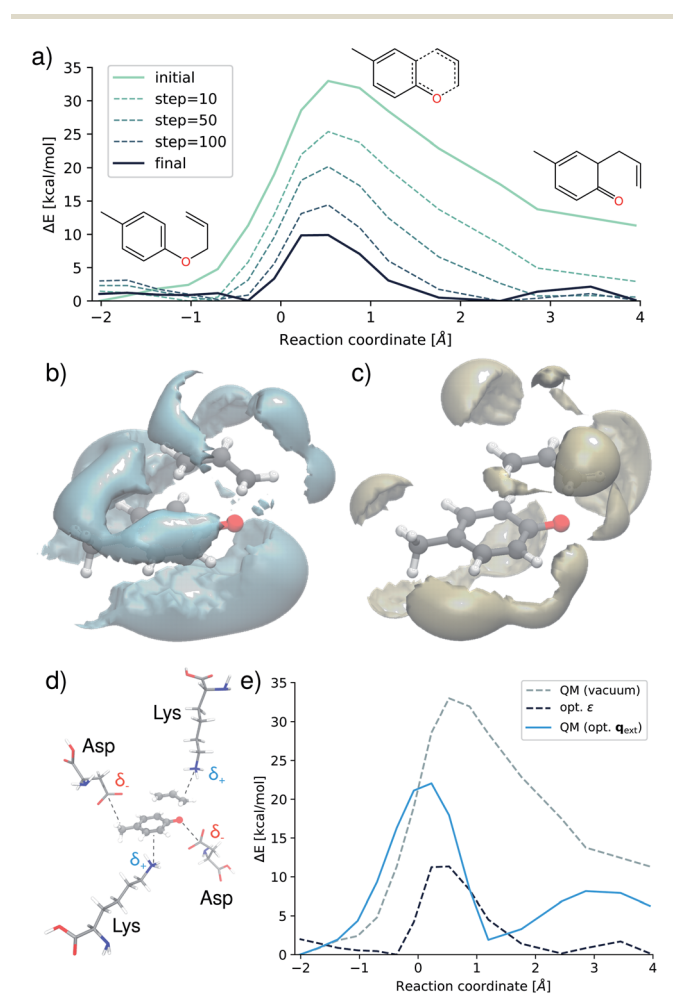 a)
35
30
25
20
15
10
5
0
ΔE [kcal/mol]
initial
step=10
step=50
step=100
final
O
O
O
−2
−1
0
1
2
3
4
Reaction coordinate [Å]
b)
c)
d)
Lys
Asp
δ-
δ+
δ-
δ+
Asp
Lys
e)
35
30
25
20
15
10
5
0
ΔE [kcal/mol]
QM (vacuum)
opt. ε
QM (opt. qext)
−2
−1
0
1
2
3
4
Reaction coordinate [Å]